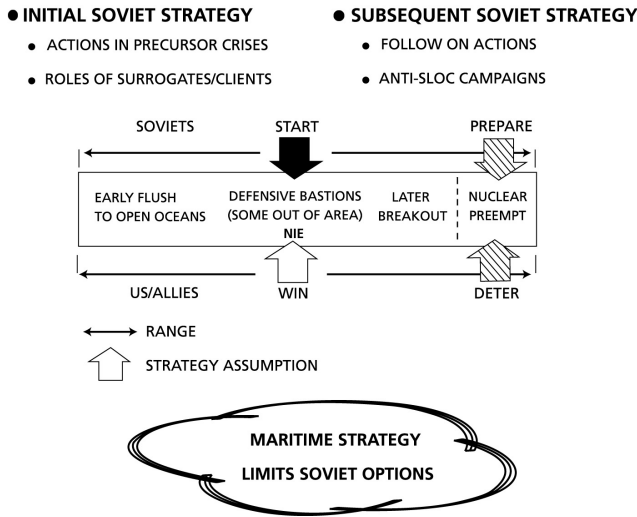 ● INITIAL SOVIET STRATEGY
● ACTIONS IN PRECURSOR CRISES
● ROLES OF SURROGATES/CLIENTS
● SUBSEQUENT SOVIET STRATEGY
● FOLLOW ON ACTIONS
● ANTI-SLOC CAMPAIGNS
SOVIETS START PREPARE
EARLY FLUSH
TO OPEN OCEANS
DEFENSIVE BASTIONS
(SOME OUT OF AREA)
NIE
LATER
BREAKOUT
NUCLEAR
PREEMPT
US/ALLIES WIN DETER
RANGE
STRATEGY ASSUMPTION
MARITIME STRATEGY
LIMITS SOVIET OPTIONS